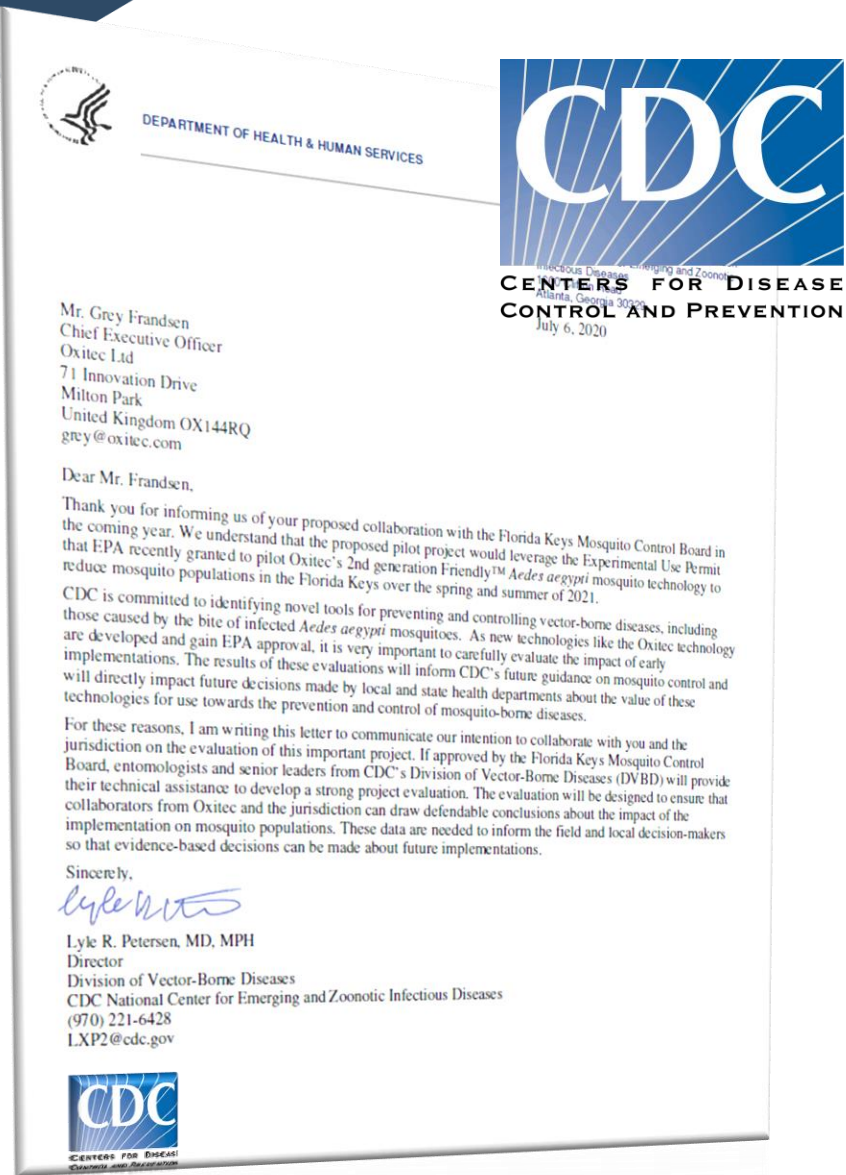 DEPARTMENT OF HEALTH & HUMAN SERVICES
CDC
CENTERS FOR DISEASE
CONTROL AND PREVENTION
Infectious Diseases
Emerging and Zoonotic
Atlanta, Georgia
July 6, 2020
Mr. Grey Frandsen
Chief Executive Officer
Oxitec Ltd
71 Innovation Drive
Milton Park
United Kingdom OX144RQ
grey@oxitec.com
Dear Mr. Frandsen,
Thank you for informing us of your proposed collaboration with the Florida Keys Mosquito Control Board in
the coming year. We understand that the proposed pilot project would leverage the Experimental Use Permit
that EPA recently granted to pilot Oxitec's 2nd generation Friendly™ Aedes aegypti mosquito technology to
reduce mosquito populations in the Florida Keys over the spring and summer of 2021.
CDC is committed to identifying novel tools for preventing and controlling vector-borne diseases, including
those caused by the bite of infected Aedes aegypti mosquitoes. As new technologies like the Oxitec technology
are developed and gain EPA approval, it is very important to carefully evaluate the impact of early
implementations. The results of these evaluations will inform CDC's future guidance on mosquito control and
will directly impact future decisions made by local and state health departments about the value of these
technologies for use towards the prevention and control of mosquito-borne diseases.
For these reasons, I am writing this letter to communicate our intention to collaborate with you and the
jurisdiction on the evaluation of this important project. If approved by the Florida Keys Mosquito Control
Board, entomologists and senior leaders from CDC's Division of Vector-Borne Diseases (DVBD) will provide
their technical assistance to develop a strong project evaluation. The evaluation will be designed to ensure that
collaborators from Oxitec and the jurisdiction can draw defendable conclusions about the impact of the
implementation on mosquito populations. These data are needed to inform the field and local decision-makers
so that evidence-based decisions can be made about future implementations.
Sincerely,
Lyle R. Petersen, MD, MPH
Director
Division of Vector-Borne Diseases
CDC National Center for Emerging and Zoonotic Infectious Diseases
(970) 221-6428
LXP2@cdc.gov
CDC
CENTERS FOR DISEASE
CONTROL AND PREVENTION